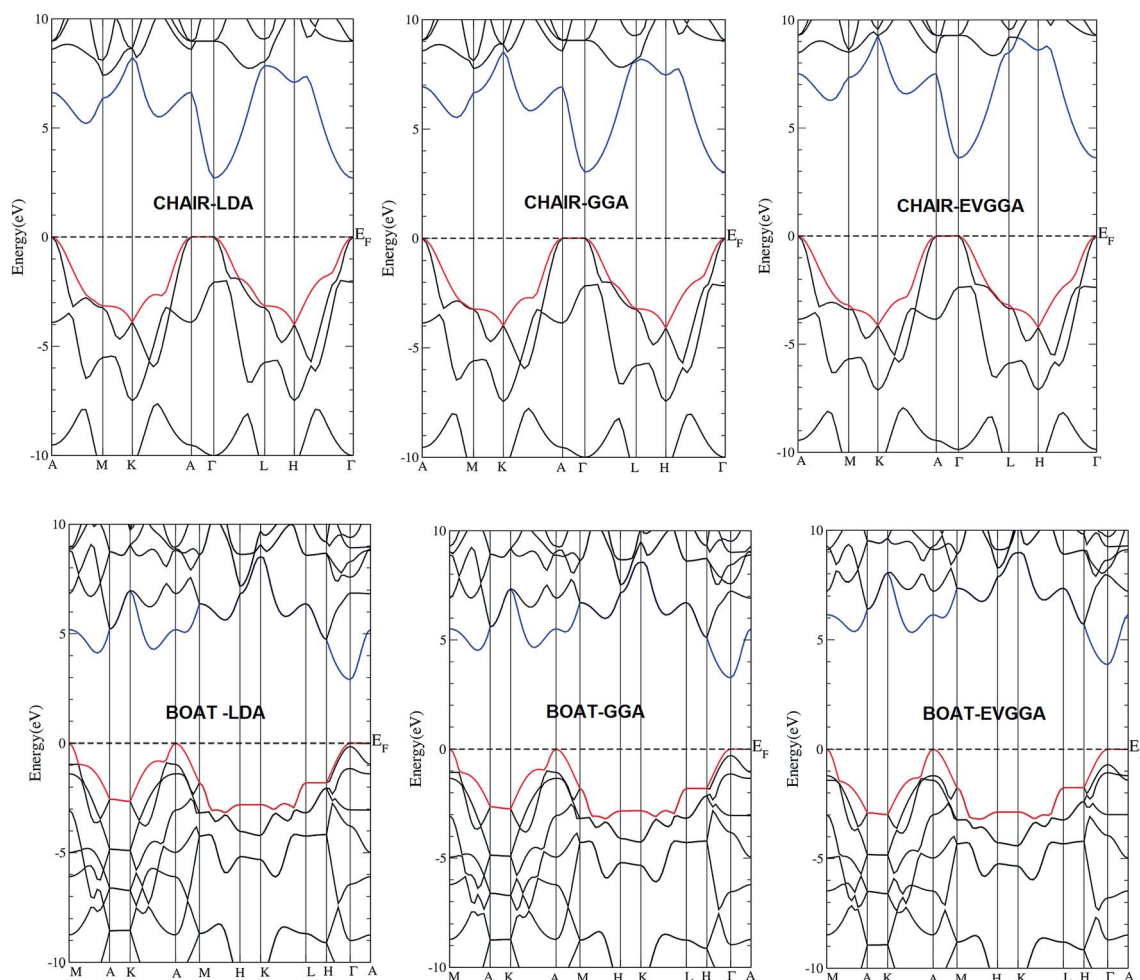 10
5
0
-5
-10
Energy(eV)
CHAIR-LDA
E_F
A M K A Γ L H Γ
10
5
0
-5
-10
Energy(eV)
CHAIR-GGA
E_F
A M K A Γ L H Γ
10
5
0
-5
-10
Energy(eV)
CHAIR-EVGGA
E_F
A M K A Γ L H Γ
10
5
0
-5
-10
Energy(eV)
BOAT -LDA
E_F
M A K A M H K L H Γ A
10
5
0
-5
-10
Energy(eV)
BOAT-GGA
E_F
M A K A M H K L H Γ A
10
5
0
-5
-10
Energy(eV)
BOAT-EVGGA
E
M A K A M H K L H Γ A